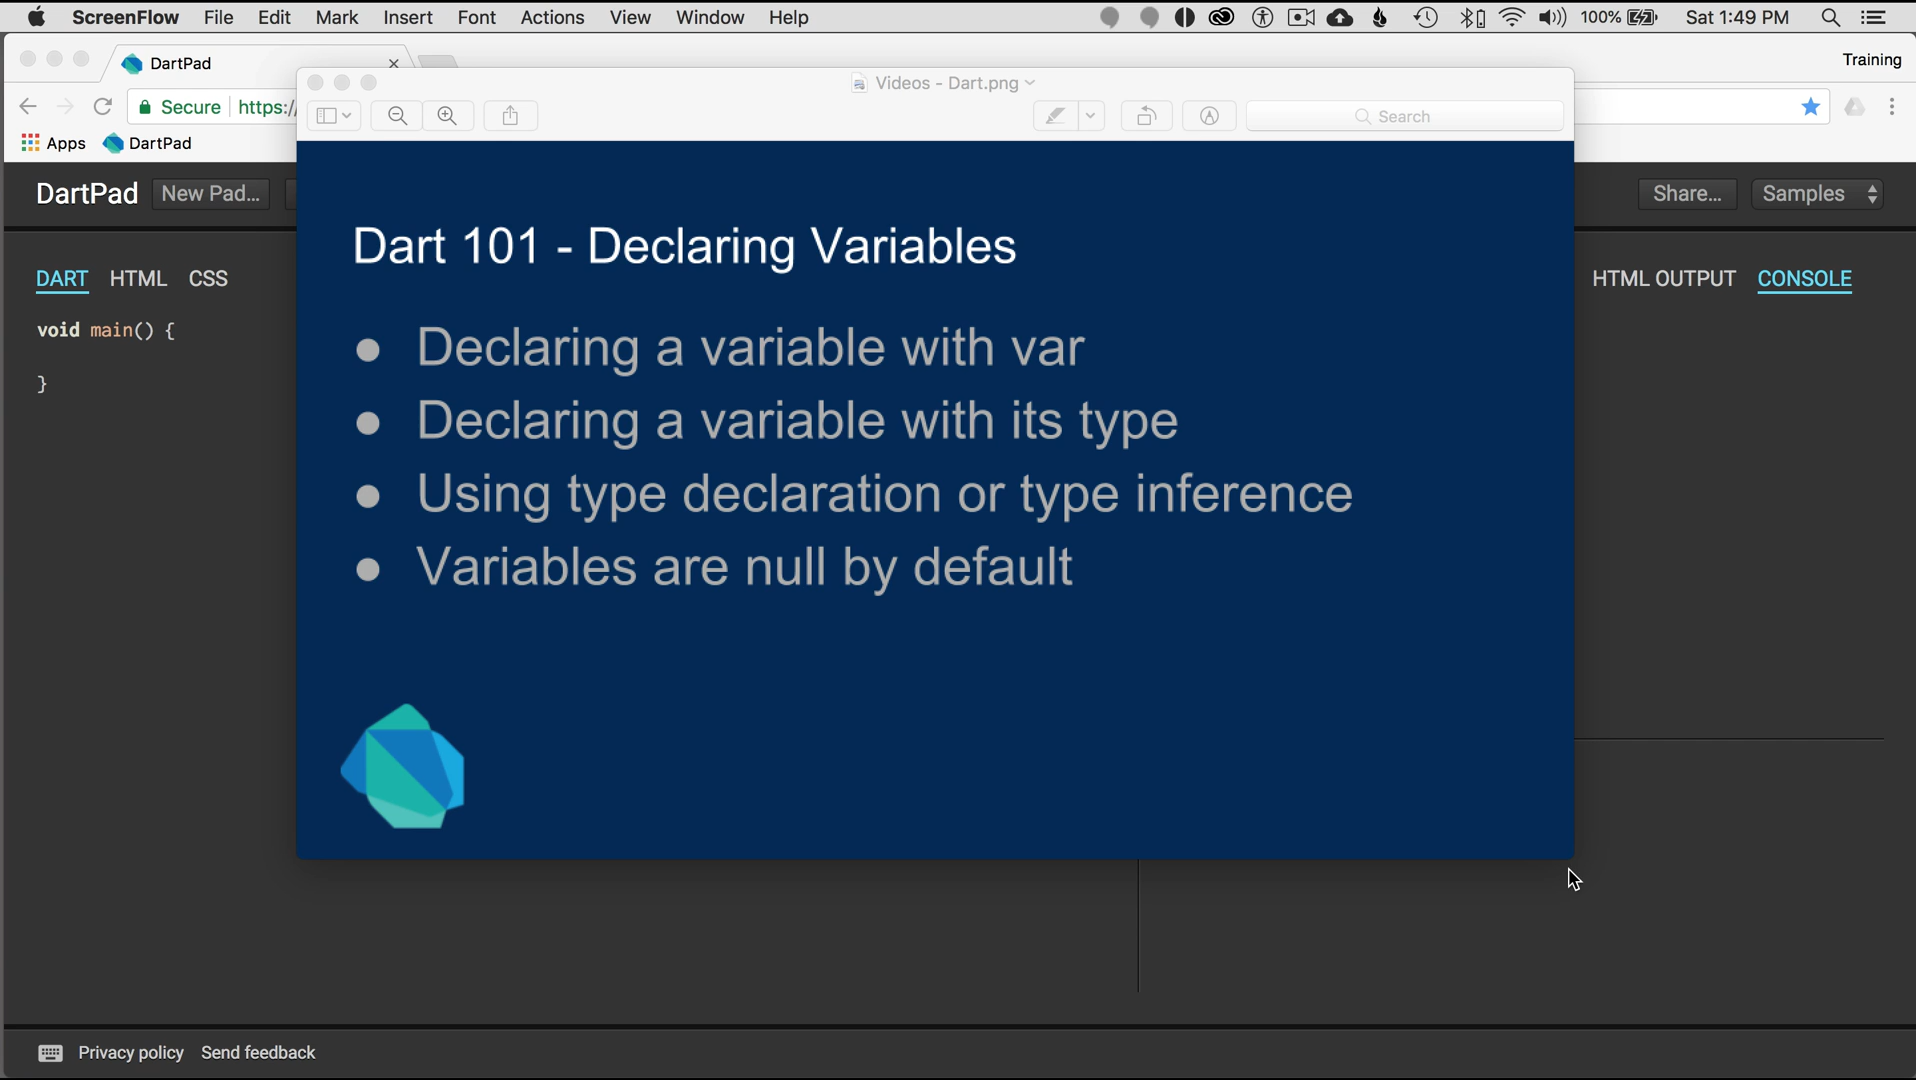 ScreenFlow File Edit Mark Insert Font Actions View Window Help 100% Sat 1:49 PM
DartPad Training
Videos - Dart.png
Secure https:/
Search
Apps DartPad
DartPad New Pad... Share... Samples
Dart 101 - Declaring Variables
DART HTML CSS HTML OUTPUT CONSOLE
void main() {
}
● Declaring a variable with var
● Declaring a variable with its type
● Using type declaration or type inference
● Variables are null by default
Privacy policy Send feedback